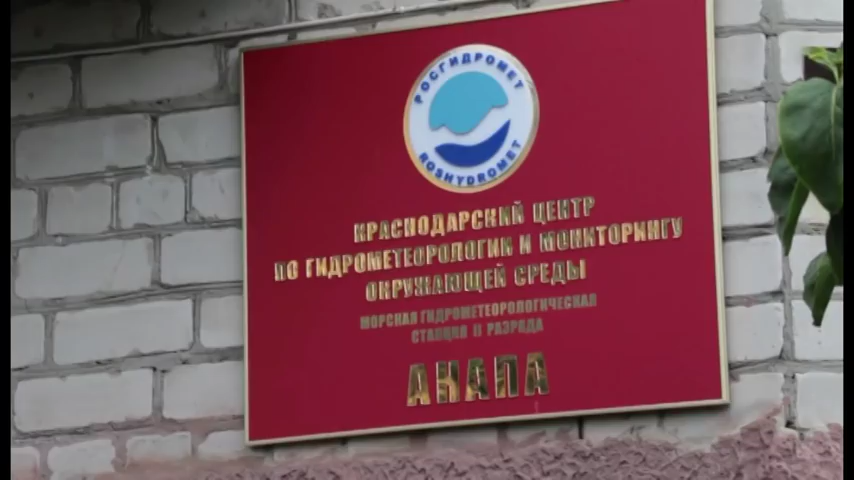 РОСГИДРОМЕТ
ROSHYDROMET
КРАСНОДАРСКИЙ ЦЕНТР
ПО ГИДРОМЕТЕОРОЛОГИИ И МОНИТОРИНГУ
ОКРУЖАЮЩЕЙ СРЕДЫ
МОРСКАЯ ГИДРОМЕТЕОРОЛОГИЧЕСКАЯ
СТАНЦИЯ II РАЗРЯДА
АНАПА